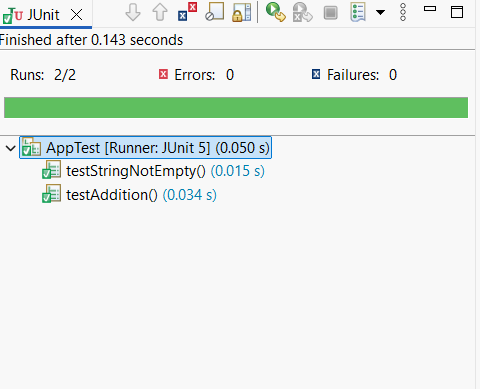 JUnit
Finished after 0.143 seconds
Runs: 2/2 Errors: 0 Failures: 0
AppTest [Runner: JUnit 5] (0.050 s)
testStringNotEmpty() (0.015 s)
testAddition() (0.034 s)